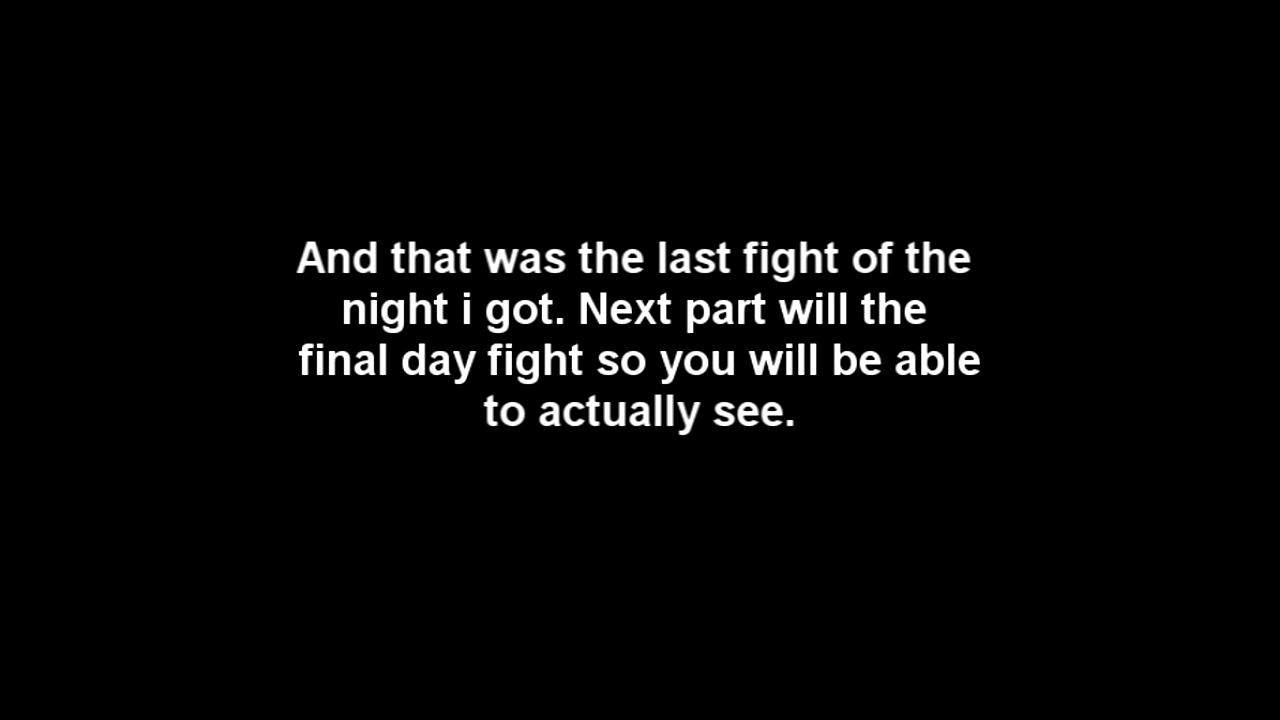 And that was the last fight of the
night i got. Next part will the
final day fight so you will be able
to actually see.